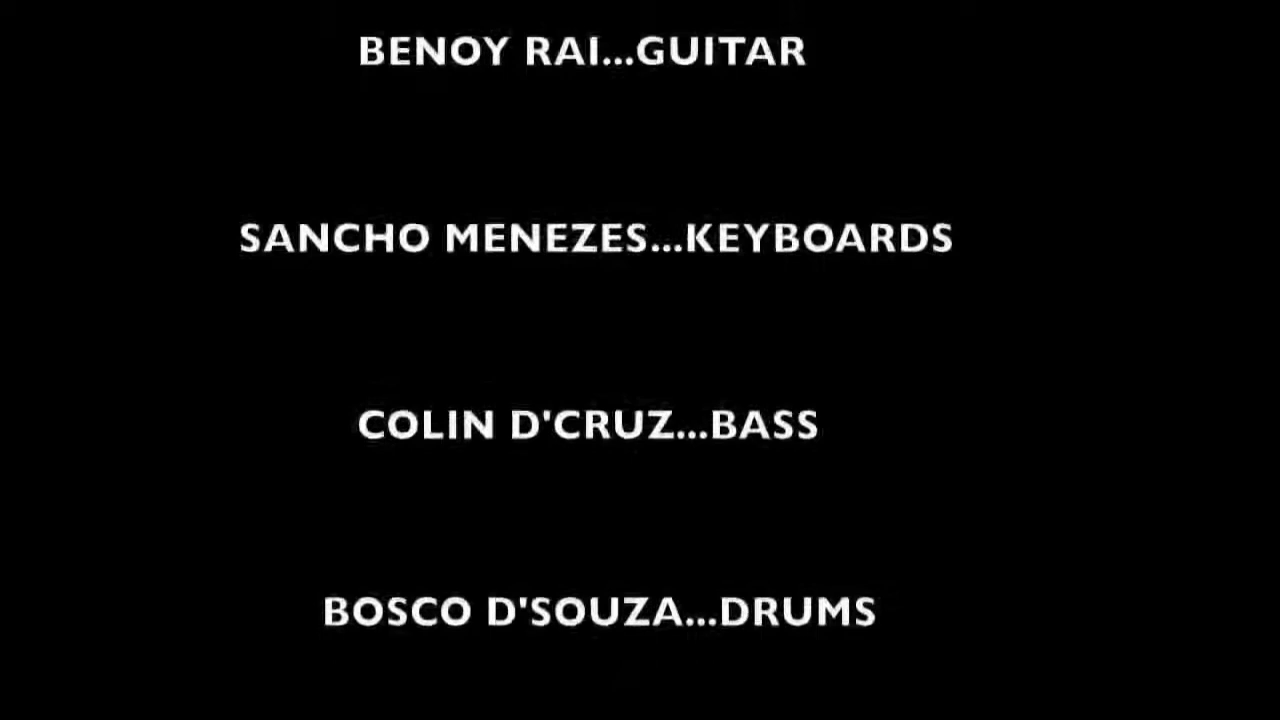 BENOY RAI...GUITAR
SANCHO MENEZES...KEYBOARDS
COLIN D'CRUZ...BASS
BOSCO D'SOUZA...DRUMS